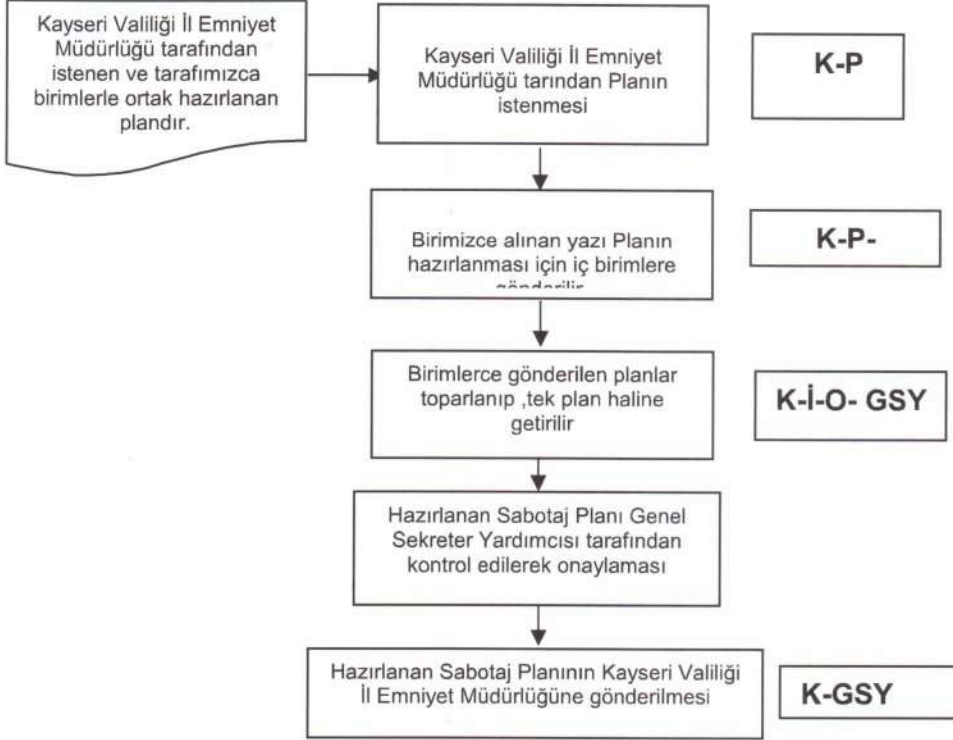 Kayseri Valiliği İl Emniyet
Müdürlüğü tarafından
istenen ve tarafımızca
birimlerle ortak hazırlanan
plandır.
Kayseri Valiliği İl Emniyet
Müdürlüğü tarından Planın
istenmesi
K-P
Birimizce alınan yazı Planın
hazırlanması için iç birimlere
gönderilir
K-P-
Birimlerce gönderilen planlar
toparlanıp ,tek plan haline
getirilir
K-İ-O- GSY
Hazırlanan Sabotaj Planı Genel
Sekreter Yardımcısı tarafından
kontrol edilerek onaylaması
Hazırlanan Sabotaj Planının Kayseri Valiliği
İl Emniyet Müdürlüğüne gönderilmesi
K-GSY